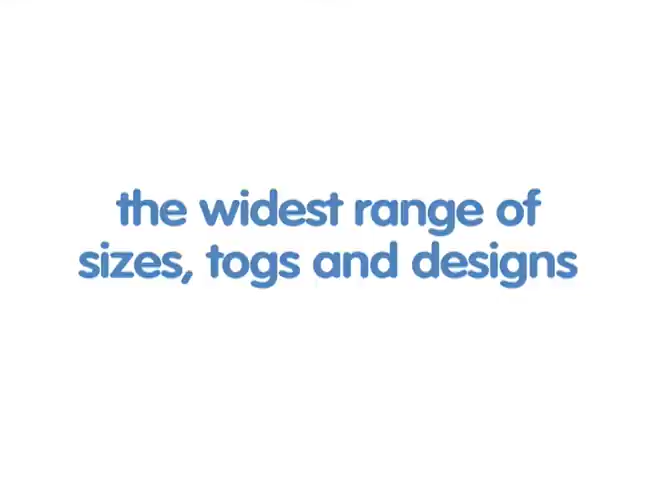 the widest range of
sizes, togs and designs